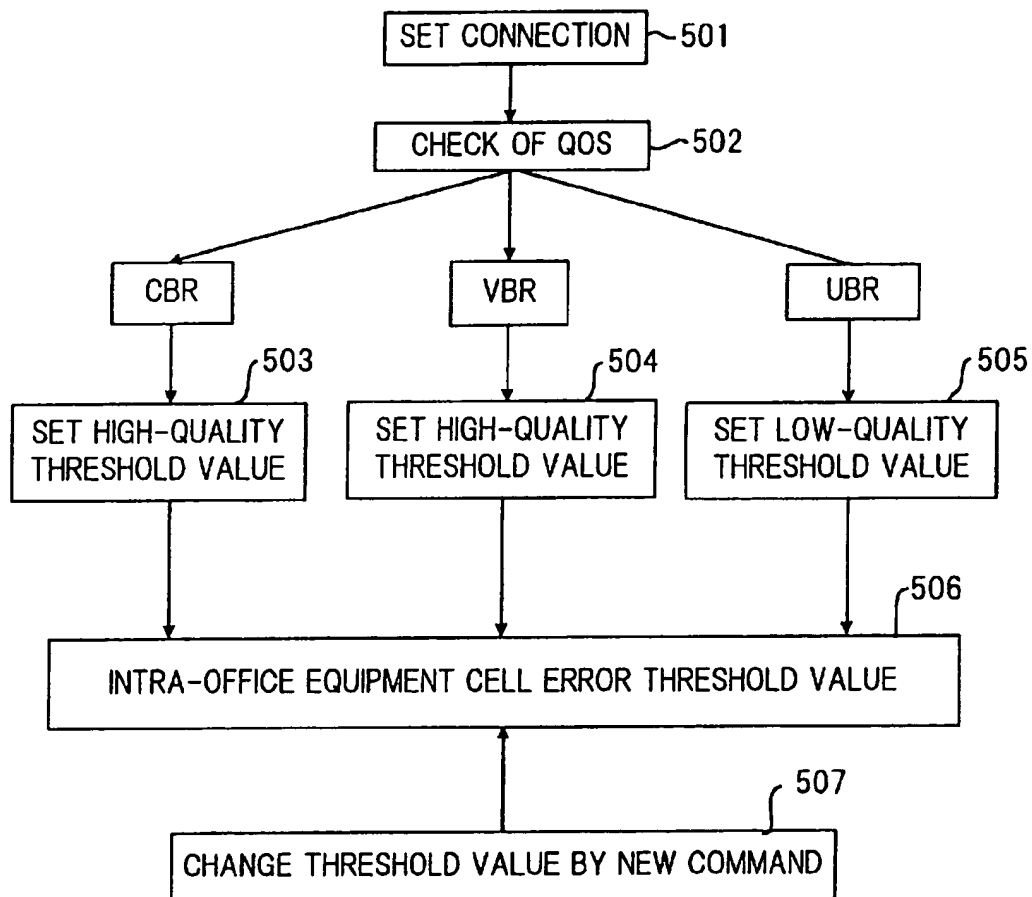 SET CONNECTION
501
CHECK OF QOS
502
CBR
VBR
UBR
503
504
505
SET HIGH-QUALITY
THRESHOLD VALUE
SET HIGH-QUALITY
THRESHOLD VALUE
SET LOW-QUALITY
THRESHOLD VALUE
506
INTRA-OFFICE EQUIPMENT CELL ERROR THRESHOLD VALUE
507
CHANGE THRESHOLD VALUE BY NEW COMMAND